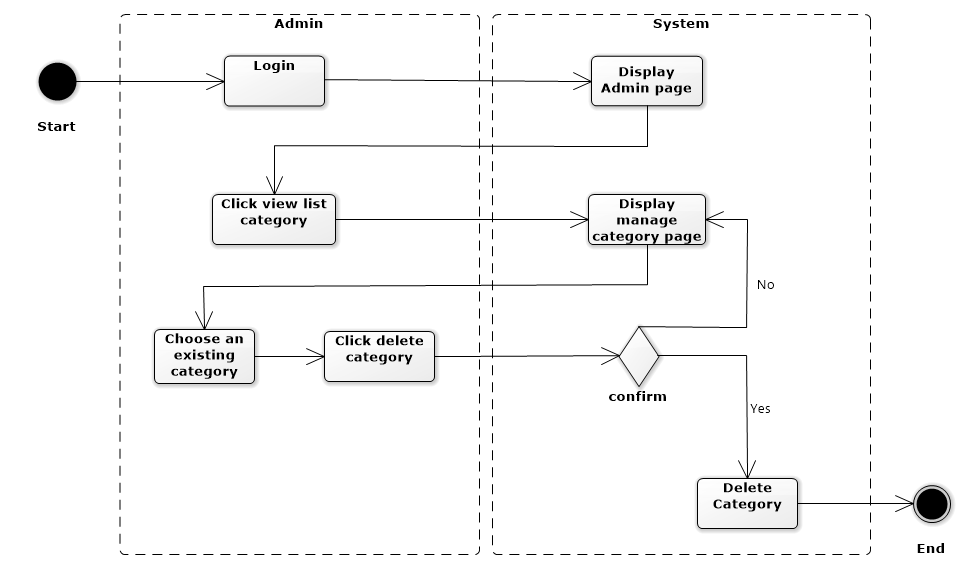 Admin
System
Login
Display
Admin page
Start
Click view list
category
Display
manage
category page
No
Choose an
existing
category
Click delete
category
confirm
Yes
Delete
Category
End